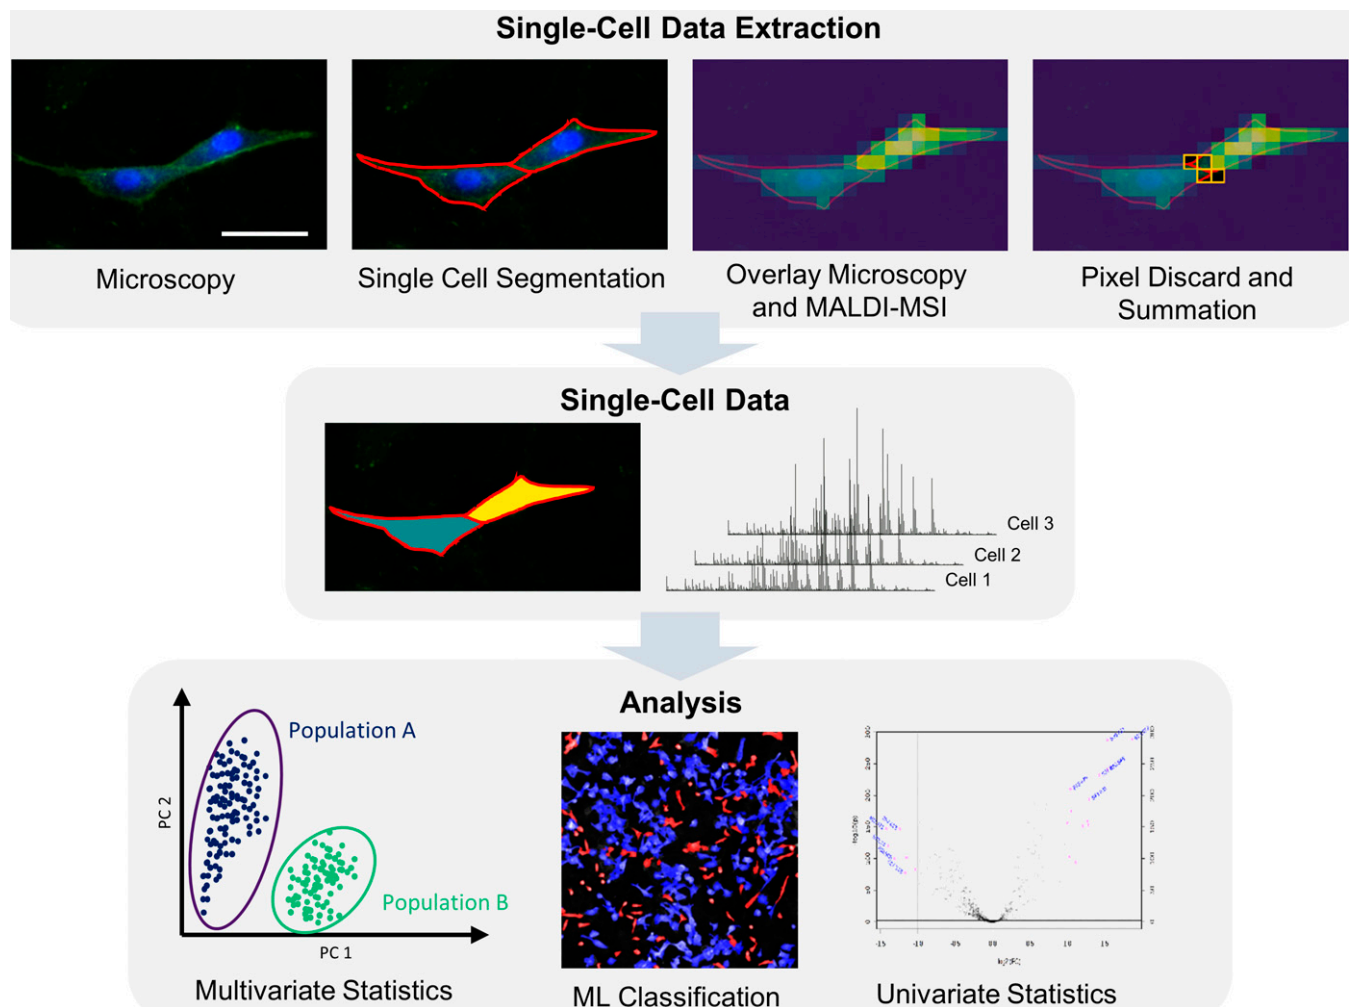 Single-Cell Data Extraction
Microscopy
Single Cell Segmentation
Overlay Microscopy
and MALDI-MSI
Pixel Discard and
Summation
Single-Cell Data
Cell 3
Cell 2
Cell 1
Analysis
Population A
PC 2
Population B
PC 1
Multivariate Statistics
ML Classification
Univariate Statistics